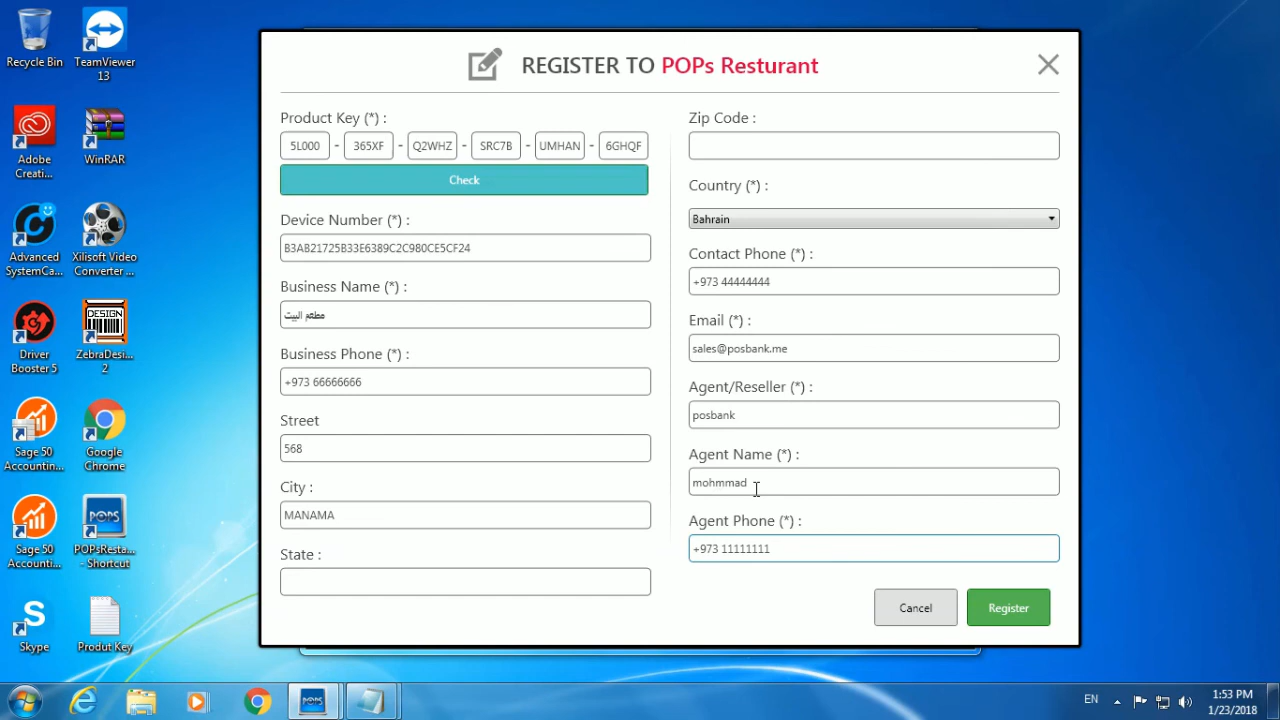 Recycle Bin
TeamViewer
13
Adobe
Creati...
WinRAR
Advanced
SystemCa...
Xilisoft Video
Converter ...
Driver
Booster 5
DESIGN
ZebraDesi...
2
Sage 50
Accountin...
Google
Chrome
Sage 50
Accounti...
POPS
POPsResta...
- Shortcut
Skype
Produt Key
REGISTER TO POPs Resturant
Product Key (*) :
5L000 - 365XF - Q2WHZ - SRC7B - UMHAN - 6GHQF
Check
Device Number (*) :
B3AB21725B33E6389C2C980CE5CF24
Business Name (*) :
مطعم البيت
Business Phone (*) :
+973 66666666
Street
568
City :
MANAMA
State :
Zip Code :
Country (*) :
Bahrain
Contact Phone (*) :
+973 44444444
Email (*) :
sales@posbank.me
Agent/Reseller (*) :
posbank
Agent Name (*) :
mohmmad
Agent Phone (*) :
+973 11111111
Cancel
Register
POPS
EN
1:53 PM
1/23/2018